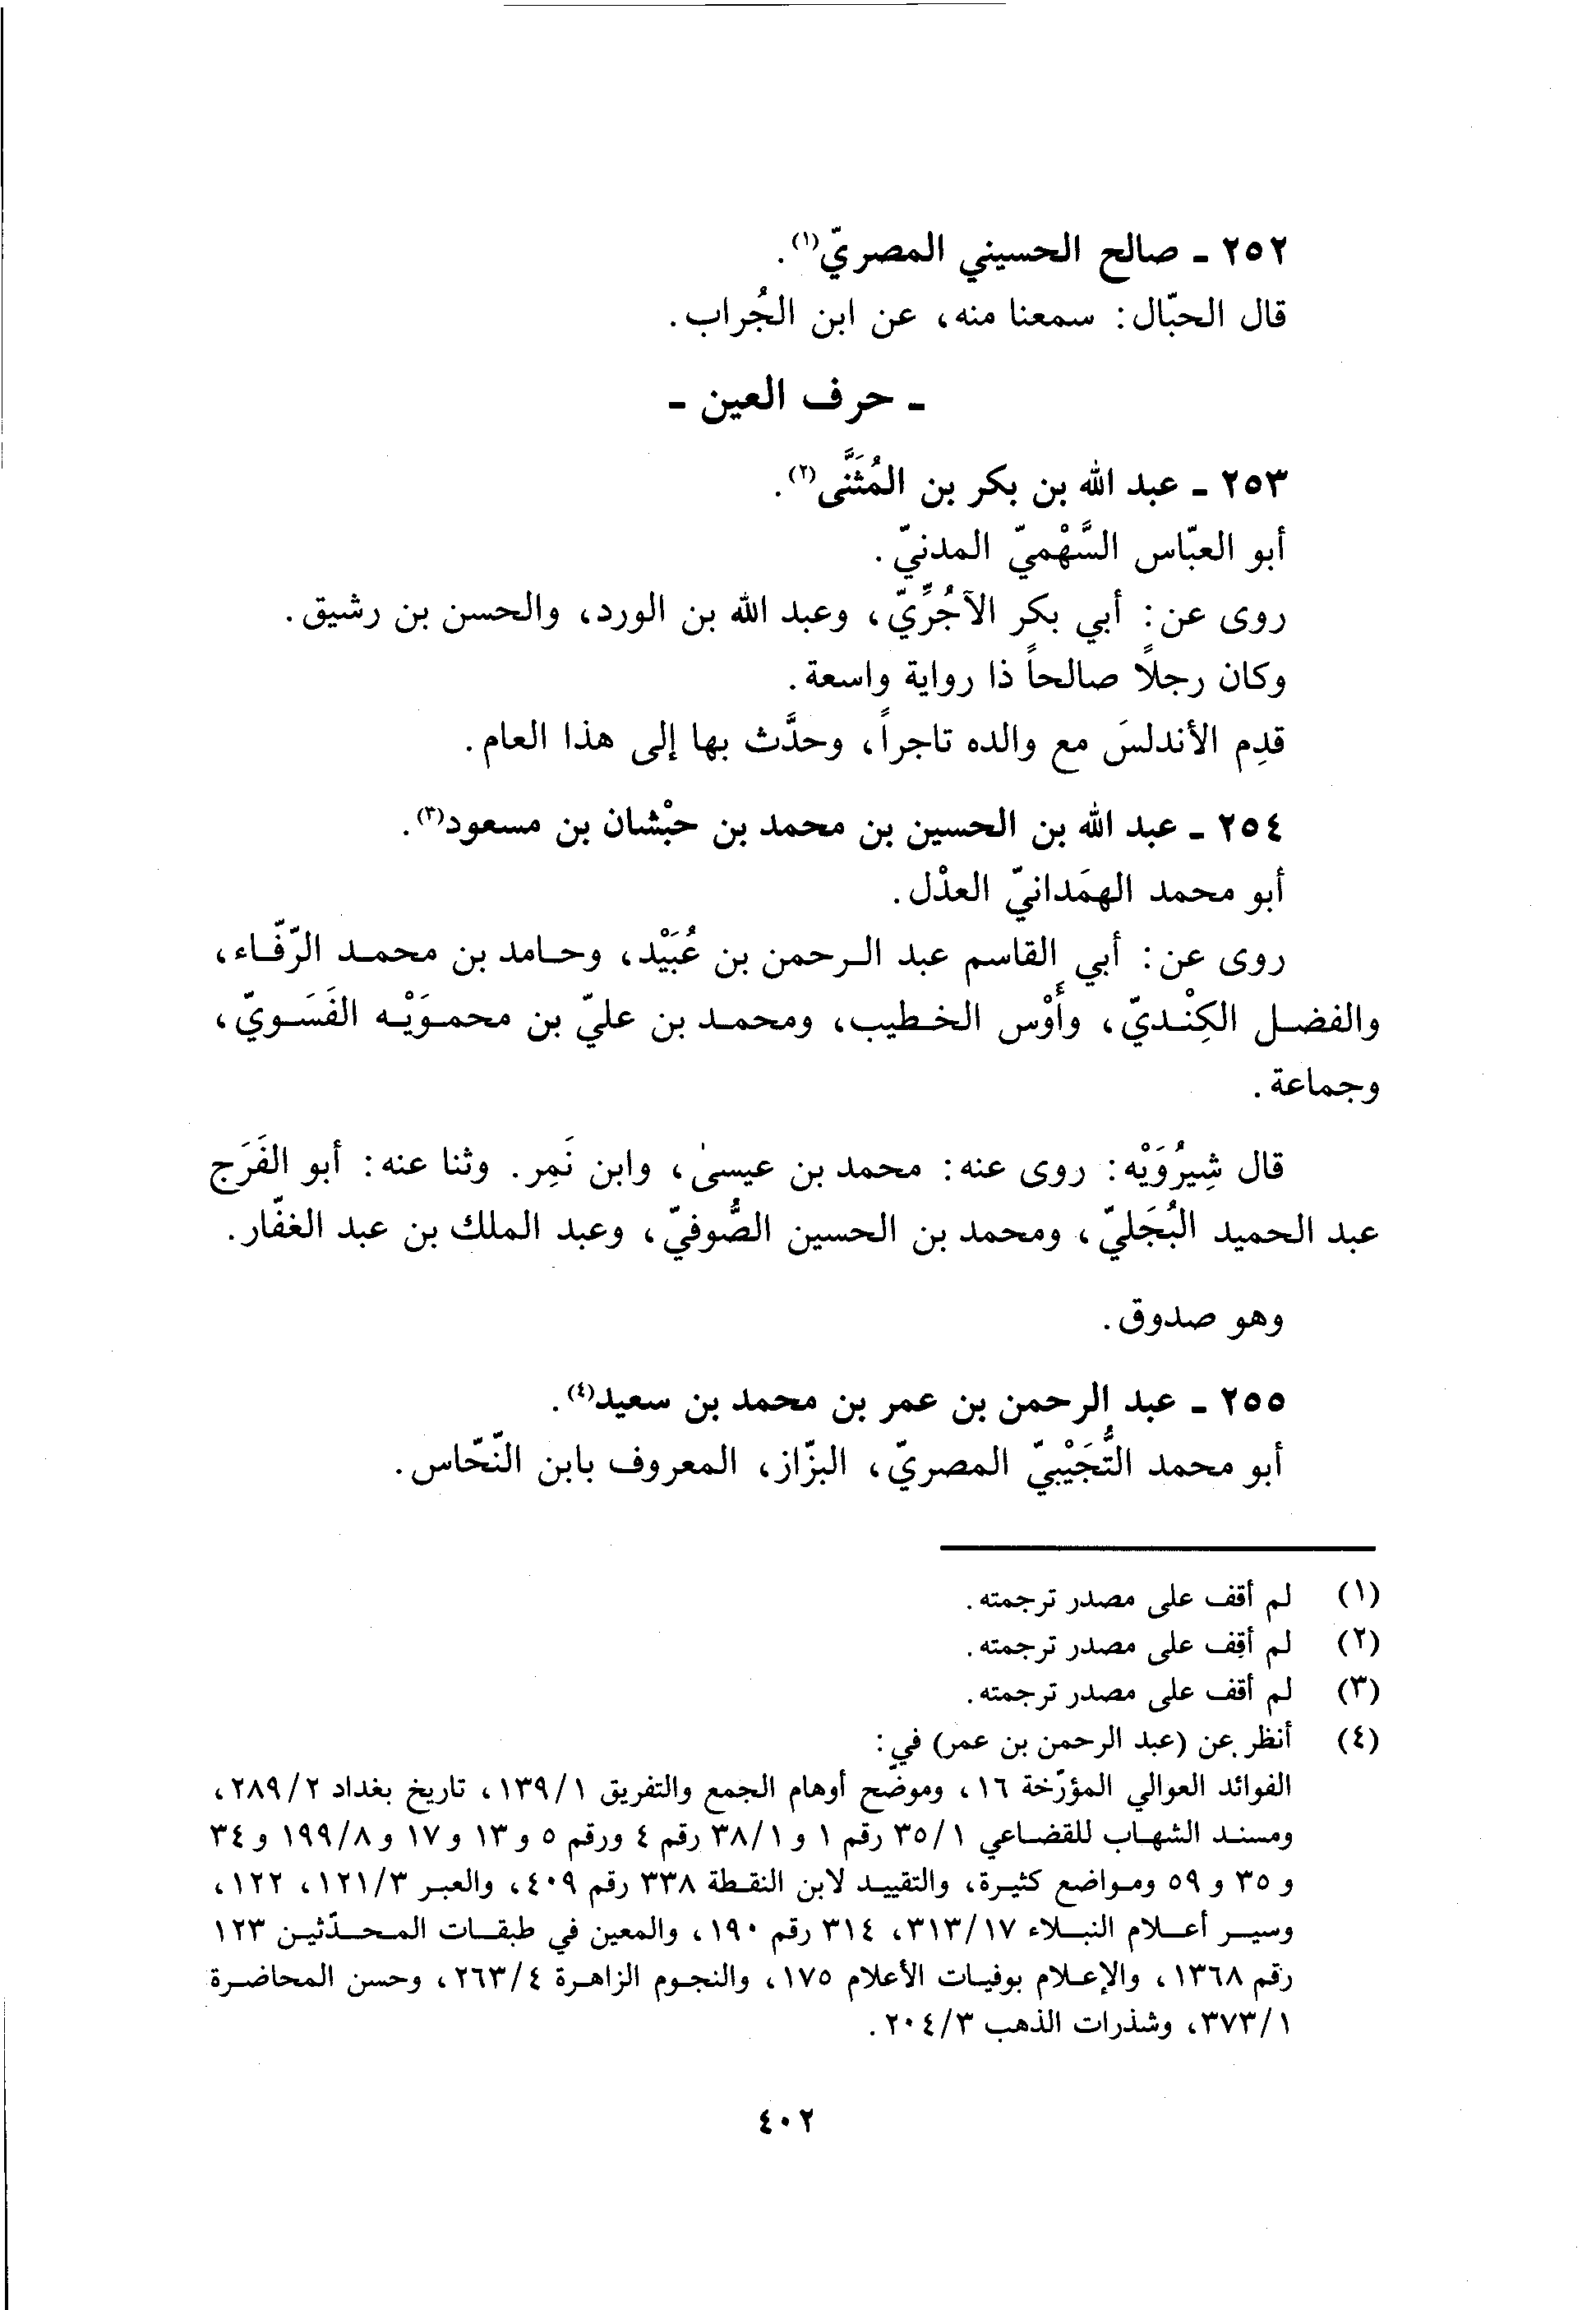 ٢٥٢ - صالح الحسيني المصريّ(١).
قال الحبّال: سمعنا منه، عن ابن الجُراب.
- حرف العين -
٢٥٣ - عبد الله بن بكر بن المُثَنَّى(٢).
أبو العبّاس السَّهْميّ المدنيّ.
روى عن: أبي بكر الآجُرِّيّ، وعبد الله بن الورد، والحسن بن رشيق.
وكان رجلاً صالحاً ذا رواية واسعة.
قدِم الأندلسَ مع والده تاجراً، وحدَّث بها إلى هذا العام.
٢٥٤ - عبد الله بن الحسين بن محمد بن حبْشان بن مسعود(٣).
أبو محمد الهمَدانيّ العدْل.
روى عن: أبي القاسم عبد الرحمن بن عُبَيْد، وحامد بن محمد الرّفّاء،
والفضل الكِنْديّ، وأَوْس الخطيب، ومحمد بن عليّ بن محموَيْه الفَسَويّ،
وجماعة.
قال شِيرُوَيْه: روى عنه: محمد بن عيسىٰ، وابن نَمِر. وثنا عنه: أبو الفَرَج
عبد الحميد البُجَليّ، ومحمد بن الحسين الصُّوفيّ، وعبد الملك بن عبد الغفّار.
وهو صدوق.
٢٥٥ - عبد الرحمن بن عمر بن محمد بن سعيد(٤).
أبو محمد التُّجَيْبيّ المصريّ، البزّاز، المعروف بابن النّحّاس.
(١) لم أقف على مصدر ترجمته.
(٢) لم أقِف على مصدر ترجمته.
(٣) لم أقف على مصدر ترجمته.
(٤) أنظر عن (عبد الرحمن بن عمر) في:
الفوائد العوالي المؤرّخة ١٦، وموضّح أوهام الجمع والتفريق ١/١٣٩، تاريخ بغداد ٢/٢٨٩،
ومسند الشهاب للقضاعي ١/٣٥ رقم ١ و ١/٣٨ رقم ٤ ورقم ٥ و ١٣ و ١٧ و ٨/١٩٩ و ٣٤
و ٣٥ و ٥٩ ومواضع كثيرة، والتقييد لابن النقطة ٣٣٨ رقم ٤٠٩، والعبر ٣/١٢١، ١٢٢،
وسير أعلام النبلاء ١٧/٣١٣، ٣١٤ رقم ١٩٠، والمعين في طبقات المحدّثين ١٢٣
رقم ١٣٦٨، والإعلام بوفيات الأعلام ١٧٥، والنجوم الزاهرة ٤/٢٦٣، وحسن المحاضرة
١/٣٧٣، وشذرات الذهب ٣/٢٠٤.
٤٠٢